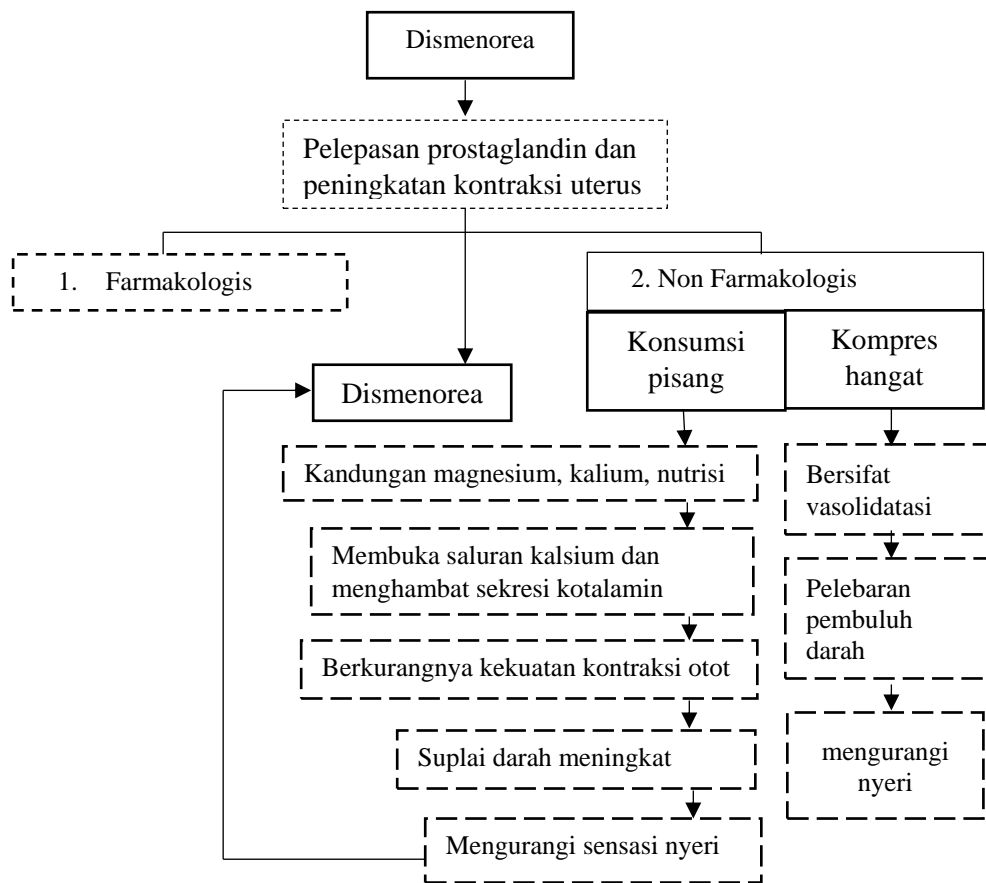 Dismenorea
Pelepasan prostaglandin dan
peningkatan kontraksi uterus
1. Farmakologis
2. Non Farmakologis
Konsumsi
pisang
Kompres
hangat
Dismenorea
Kandungan magnesium, kalium, nutrisi
Bersifat
vasolidatasi
Membuka saluran kalsium dan
menghambat sekresi kotalamin
Pelebaran
pembuluh
darah
Berkurangnya kekuatan kontraksi otot
Suplai darah meningkat
mengurangi
nyeri
Mengurangi sensasi nyeri